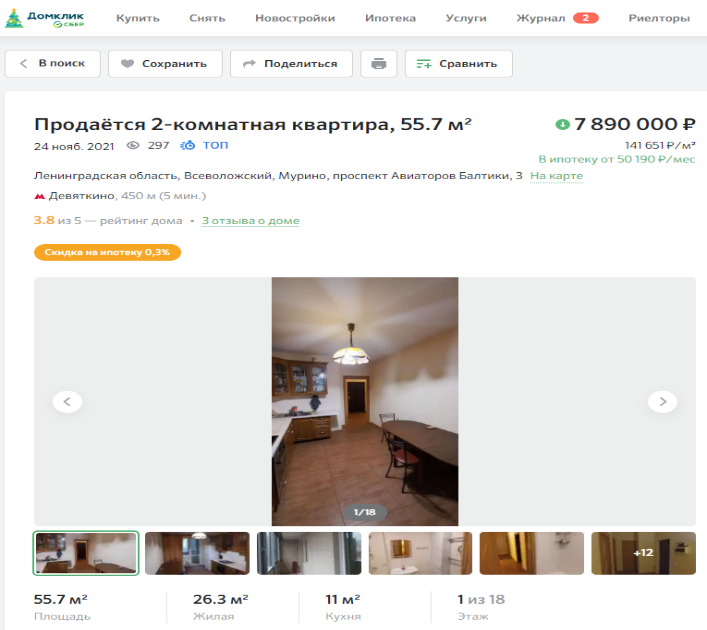 Домклик
СБЕР
Купить Снять Новостройки Ипотека Услуги Журнал 2 Риелторы
В поиск Сохранить Поделиться Сравнить
Продаётся 2-комнатная квартира, 55.7 м² 7 890 000 ₽
24 нояб. 2021 297 ТОП 141 651 ₽/м²
В ипотеку от 50 190 ₽/мес
Ленинградская область, Всеволожский, Мурино, проспект Авиаторов Балтики, 3 На карте
Девяткино, 450 м (5 мин.)
3.8 из 5 — рейтинг дома · 3 отзыва о доме
Скидка на ипотеку 0,3%
1/18
+12
55.7 м² 26.3 м² 11 м² 1 из 18
Площадь Жилая Кухня Этаж